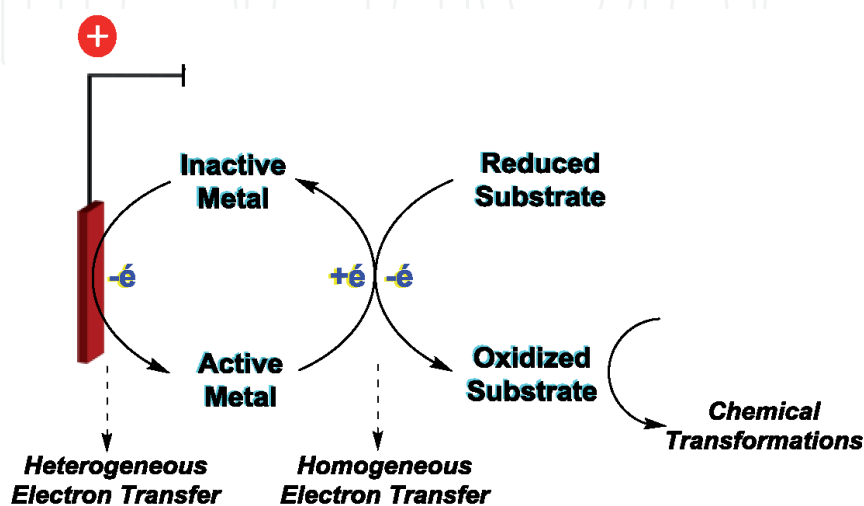 +
Inactive
Metal
Reduced
Substrate
-é
+é
-é
Active
Metal
Oxidized
Substrate
Chemical
Transformations
Heterogeneous
Electron Transfer
Homogeneous
Electron Transfer